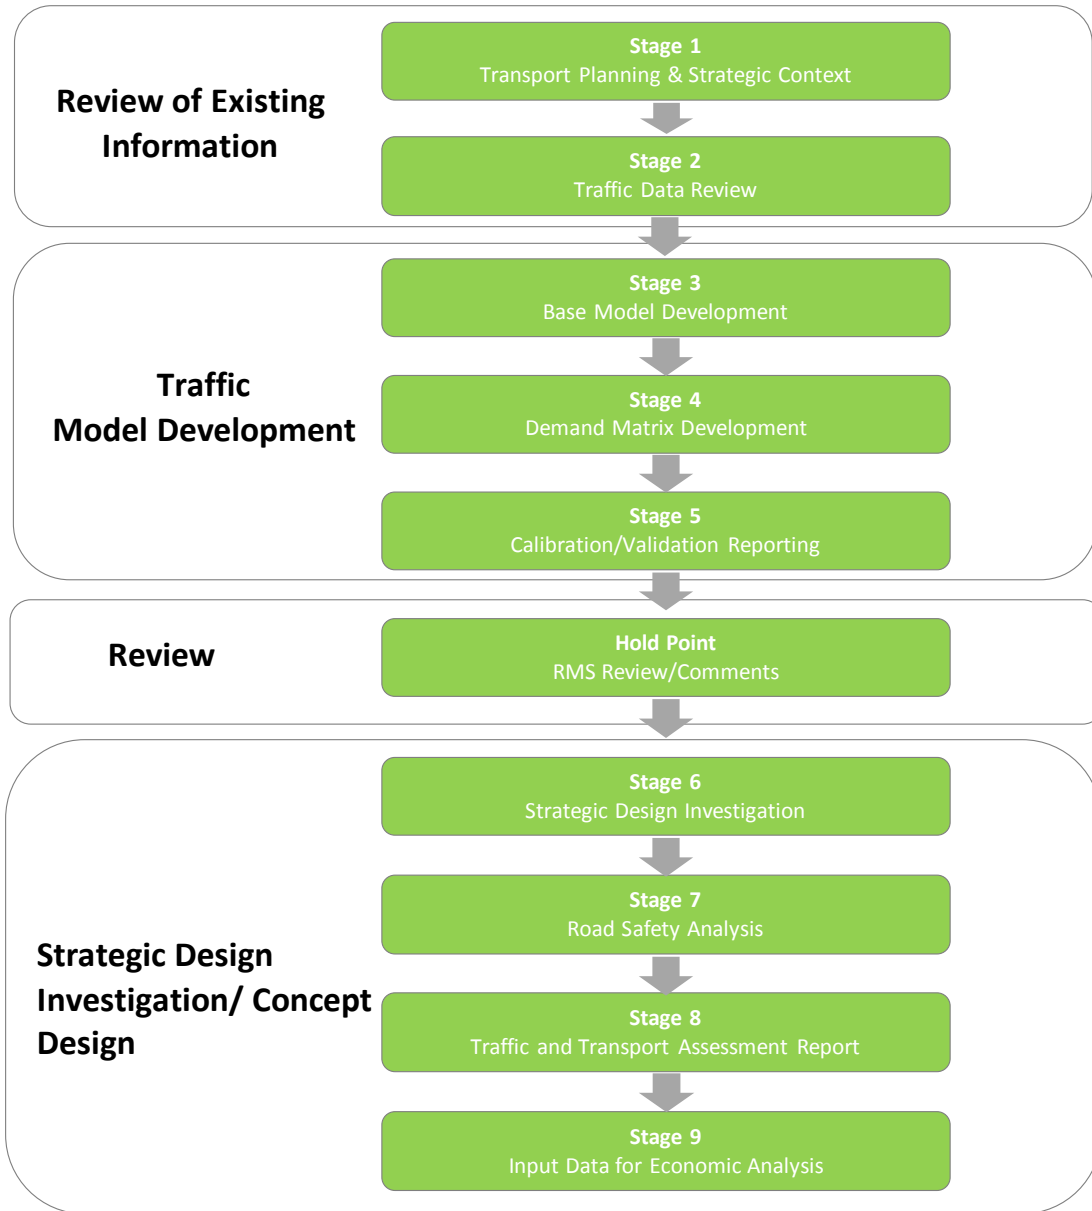 Review of Existing
Information
Stage 1
Transport Planning & Strategic Context
Stage 2
Traffic Data Review
Traffic
Model Development
Stage 3
Base Model Development
Stage 4
Demand Matrix Development
Stage 5
Calibration/Validation Reporting
Review
Hold Point
RMS Review/Comments
Strategic Design
Investigation/ Concept
Design
Stage 6
Strategic Design Investigation
Stage 7
Road Safety Analysis
Stage 8
Traffic and Transport Assessment Report
Stage 9
Input Data for Economic Analysis